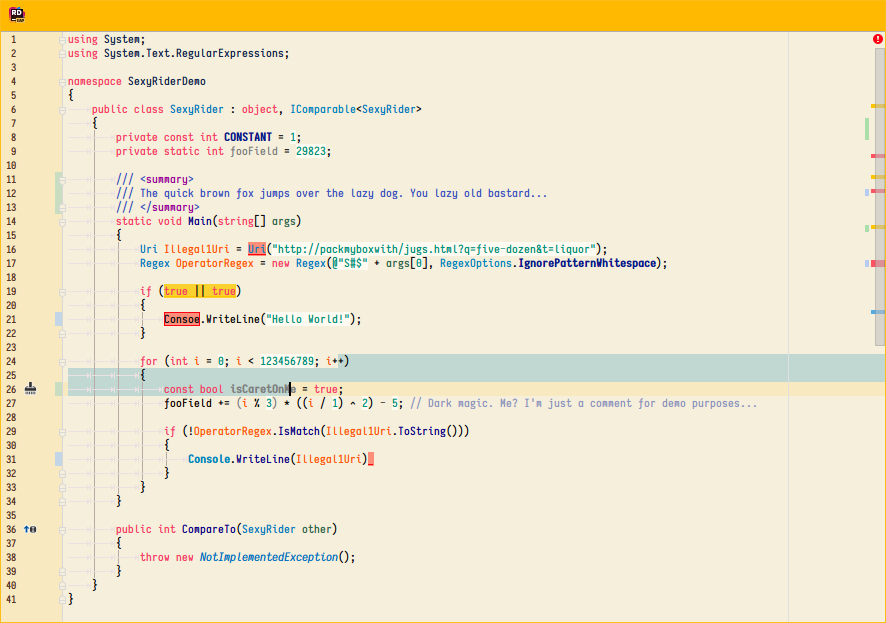 RD
EAP
1 using System;
2 using System.Text.RegularExpressions;
3
4 namespace SexyRiderDemo
5 {
6 public class SexyRider : object, IComparable<SexyRider>
7 {
8 private const int CONSTANT = 1;
9 private static int fooField = 29823;
10
11 /// <summary>
12 /// The quick brown fox jumps over the lazy dog. You lazy old bastard...
13 /// </summary>
14 static void Main(string[] args)
15 {
16 Uri Illegal1Uri = Uri("http://packmyboxwith/jugs.html?q=five-dozen&t=liquor");
17 Regex OperatorRegex = new Regex(@"S#$" + args[0], RegexOptions.IgnorePatternWhitespace);
18
19 if (true || true)
20 {
21 Consoe.WriteLine("Hello World!");
22 }
23
24 for (int i = 0; i < 123456789; i++)
25 {
26 const bool isCaretOnMe = true;
27 fooField += (i % 3) * ((i / 1) ^ 2) - 5; // Dark magic. Me? I'm just a comment for demo purposes...
28
29 if (!OperatorRegex.IsMatch(Illegal1Uri.ToString()))
30 {
31 Console.WriteLine(Illegal1Uri)
32 }
33 }
34 }
35
36 public int CompareTo(SexyRider other)
37 {
38 throw new NotImplementedException();
39 }
40 }
41 }